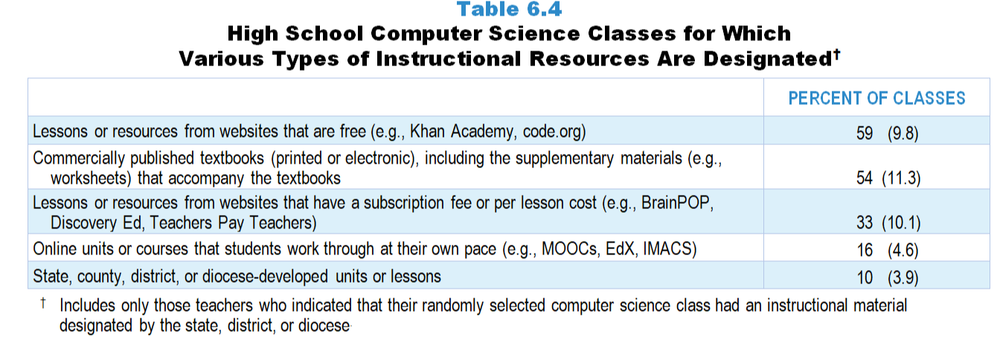 Table 6.4
High School Computer Science Classes for Which
Various Types of Instructional Resources Are Designated†
PERCENT OF CLASSES
Lessons or resources from websites that are free (e.g., Khan Academy, code.org) 59 (9.8)
Commercially published textbooks (printed or electronic), including the supplementary materials (e.g.,
worksheets) that accompany the textbooks 54 (11.3)
Lessons or resources from websites that have a subscription fee or per lesson cost (e.g., BrainPOP,
Discovery Ed, Teachers Pay Teachers) 33 (10.1)
Online units or courses that students work through at their own pace (e.g., MOOCs, EdX, IMACS) 16 (4.6)
State, county, district, or diocese-developed units or lessons 10 (3.9)
† Includes only those teachers who indicated that their randomly selected computer science class had an instructional material
designated by the state, district, or diocese